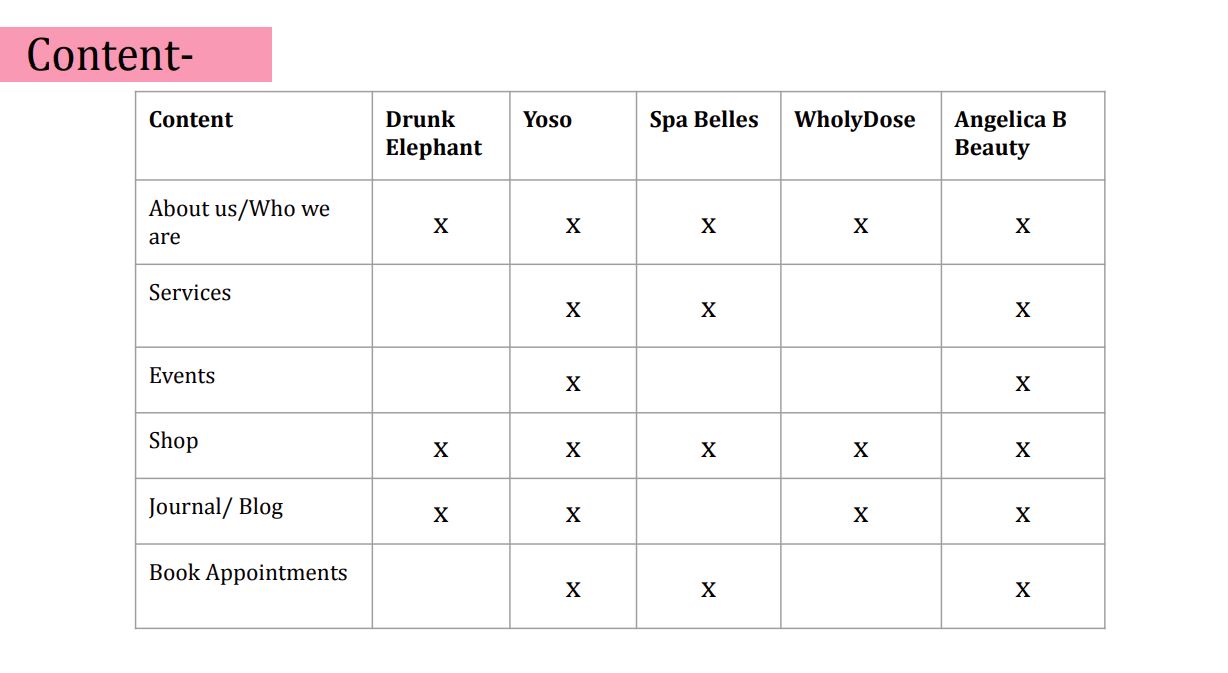 Content-
Content Drunk Elephant Yoso Spa Belles WholyDose Angelica B Beauty
About us/Who we are x x x x x
Services x x x
Events x x
Shop x x x x x
Journal/ Blog x x x x
Book Appointments x x x